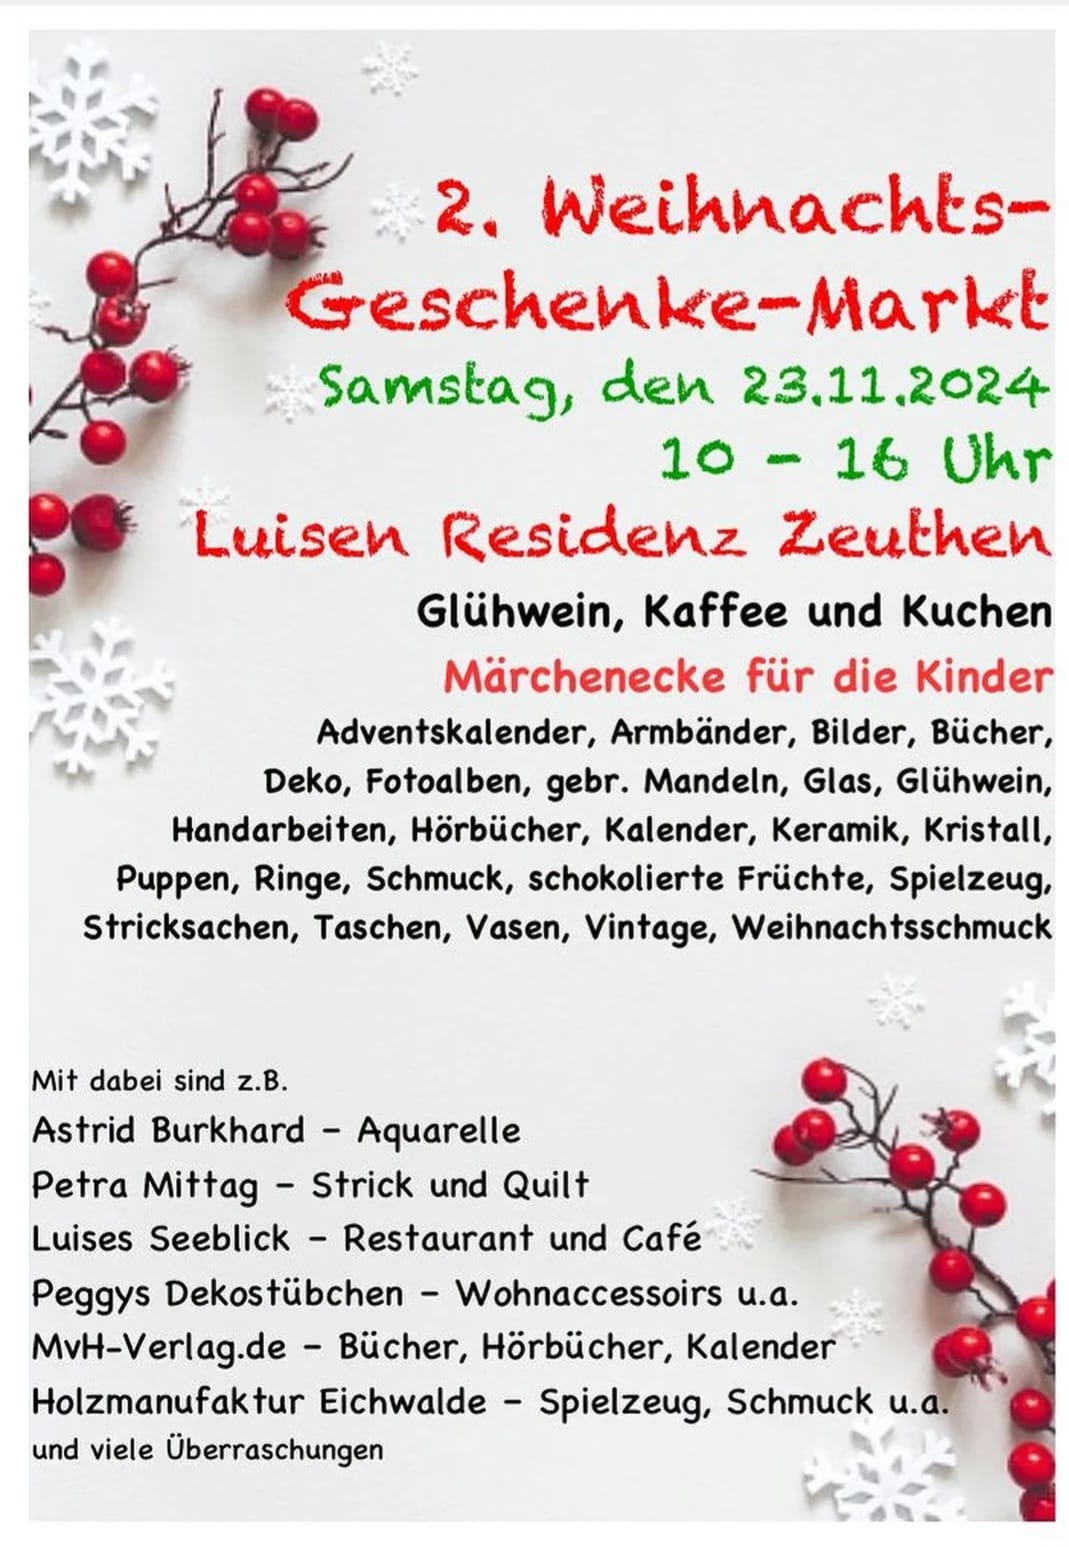 2. Weihnachts-
Geschenke-Markt
Samstag, den 23.11.2024
10 - 16 Uhr
Luisen Residenz Zeuthen
Glühwein, Kaffee und Kuchen
Märchenecke für die Kinder
Adventskalender, Armbänder, Bilder, Bücher,
Deko, Fotoalben, gebr. Mandeln, Glas, Glühwein,
Handarbeiten, Hörbücher, Kalender, Keramik, Kristall,
Puppen, Ringe, Schmuck, schokolierte Früchte, Spielzeug,
Stricksachen, Taschen, Vasen, Vintage, Weihnachtsschmuck
Mit dabei sind z.B.
Astrid Burkhard - Aquarelle
Petra Mittag - Strick und Quilt
Luises Seeblick - Restaurant und Café
Peggys Dekostübchen - Wohnaccessoirs u.a.
MvH-Verlag.de - Bücher, Hörbücher, Kalender
Holzmanufaktur Eichwalde - Spielzeug, Schmuck u.a.
und viele Überraschungen